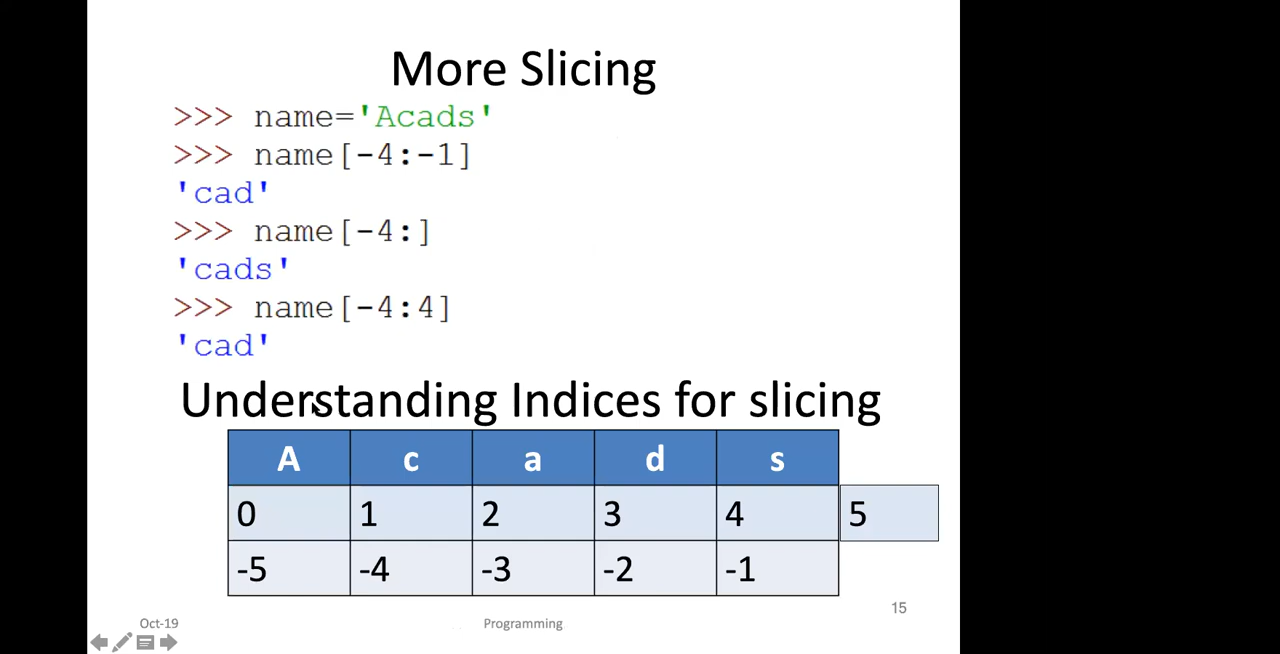 More Slicing
>>> name='Acads'
>>> name[-4:-1]
'cad'
>>> name[-4:]
'cads'
>>> name[-4:4]
'cad'
Understanding Indices for slicing
A c a d s
0 1 2 3 4 5
-5 -4 -3 -2 -1
15
Oct-19 Programming